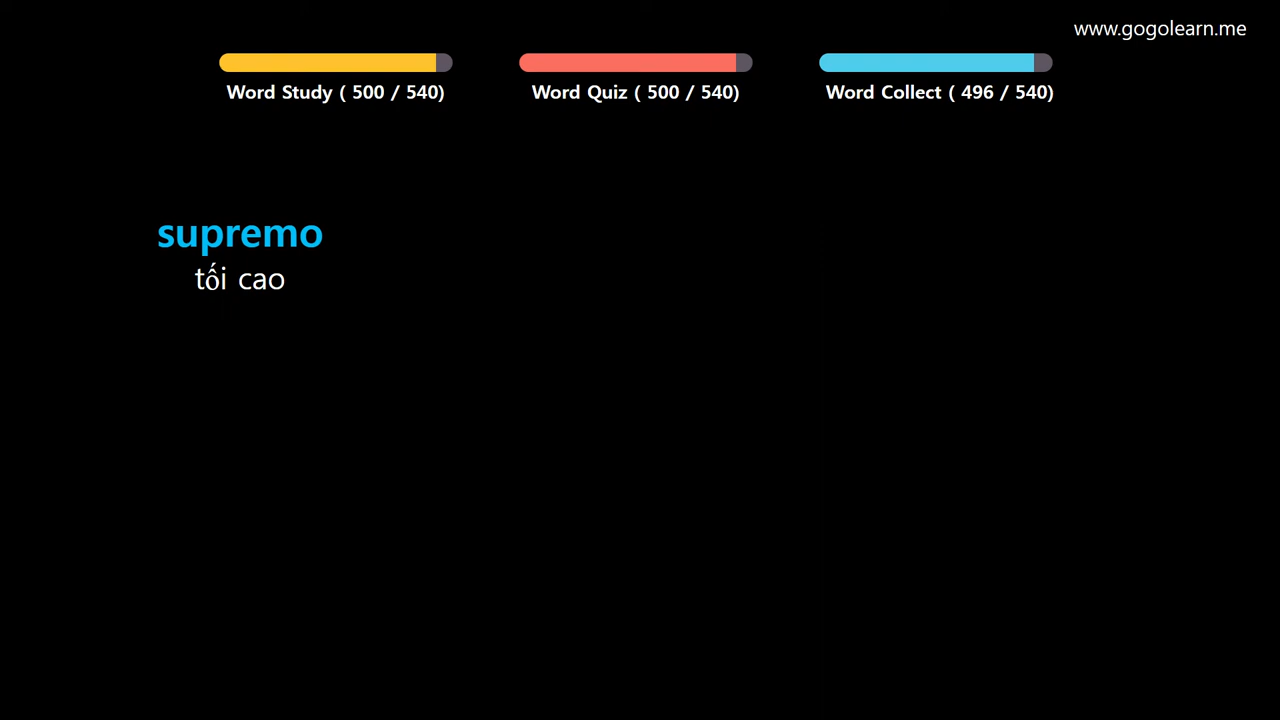 www.gogolearn.me
Word Study ( 500 / 540)
Word Quiz ( 500 / 540)
Word Collect ( 496 / 540)
supremo
tối cao